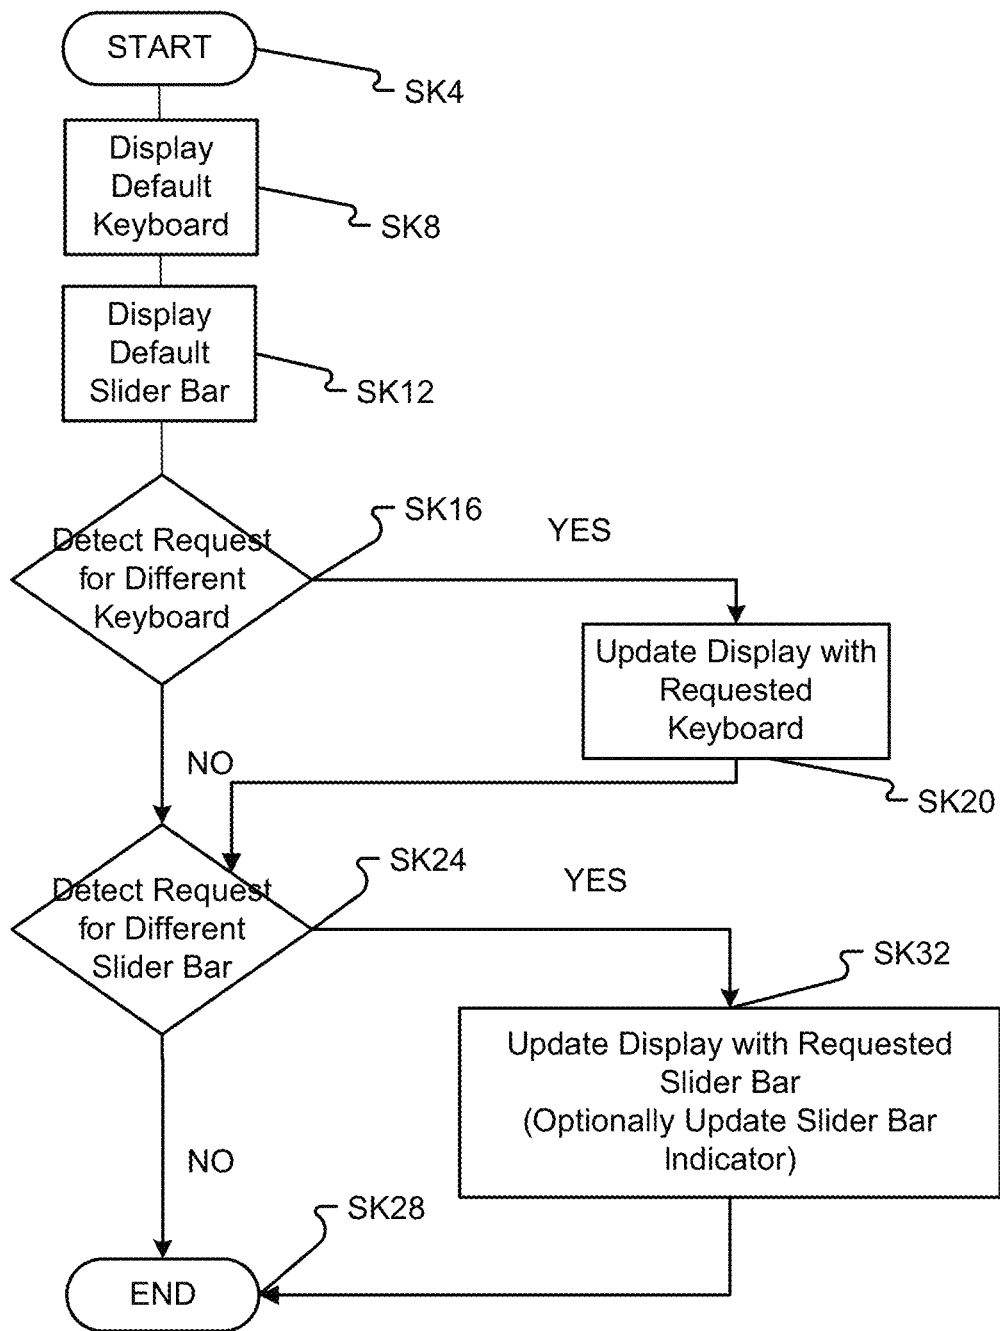 START
SK4
Display
Default
Keyboard
SK8
Display
Default
Slider Bar
SK12
Detect Request
for Different
Keyboard
SK16
YES
Update Display with
Requested
Keyboard
SK20
NO
Detect Request
for Different
Slider Bar
SK24
YES
SK32
Update Display with Requested
Slider Bar
(Optionally Update Slider Bar
Indicator)
NO
SK28
END